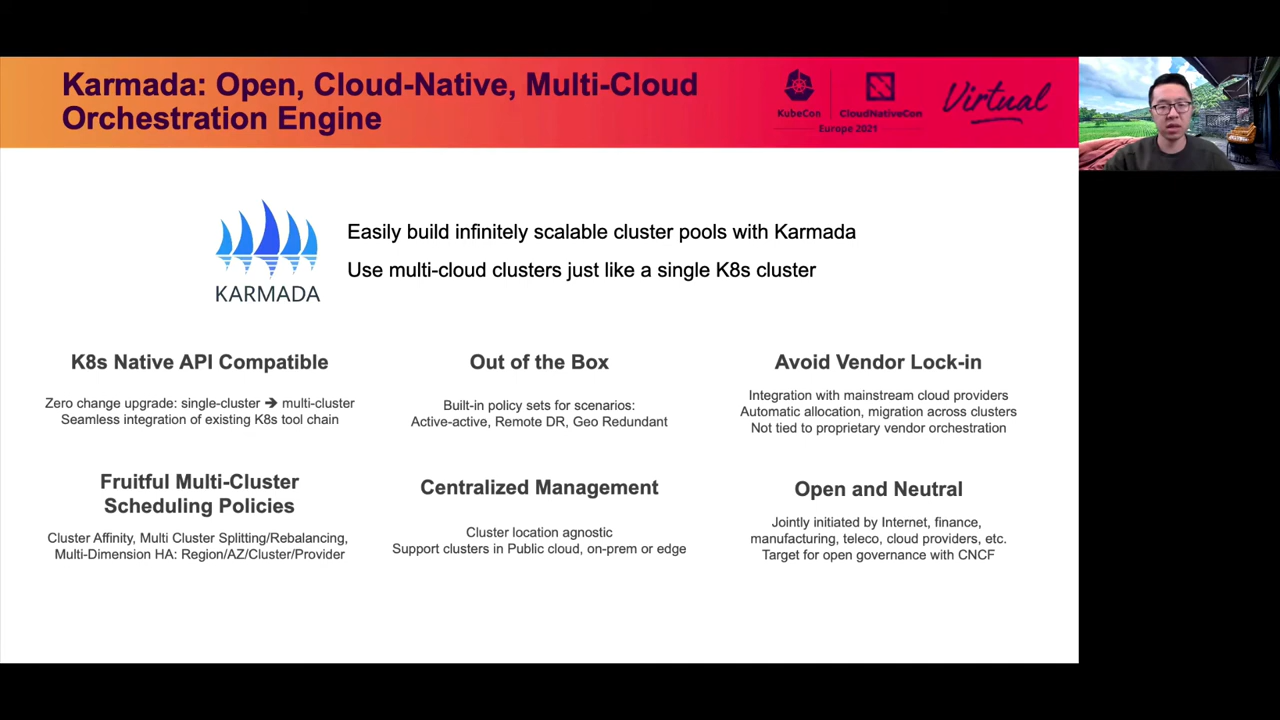 Karmada: Open, Cloud-Native, Multi-Cloud
Orchestration Engine
KubeCon
CloudNativeCon
Europe 2021
Virtual
KARMADA
Easily build infinitely scalable cluster pools with Karmada
Use multi-cloud clusters just like a single K8s cluster
K8s Native API Compatible
Zero change upgrade: single-cluster ➔ multi-cluster
Seamless integration of existing K8s tool chain
Out of the Box
Built-in policy sets for scenarios:
Active-active, Remote DR, Geo Redundant
Avoid Vendor Lock-in
Integration with mainstream cloud providers
Automatic allocation, migration across clusters
Not tied to proprietary vendor orchestration
Fruitful Multi-Cluster
Scheduling Policies
Cluster Affinity, Multi Cluster Splitting/Rebalancing,
Multi-Dimension HA: Region/AZ/Cluster/Provider
Centralized Management
Cluster location agnostic
Support clusters in Public cloud, on-prem or edge
Open and Neutral
Jointly initiated by Internet, finance,
manufacturing, teleco, cloud providers, etc.
Target for open governance with CNCF